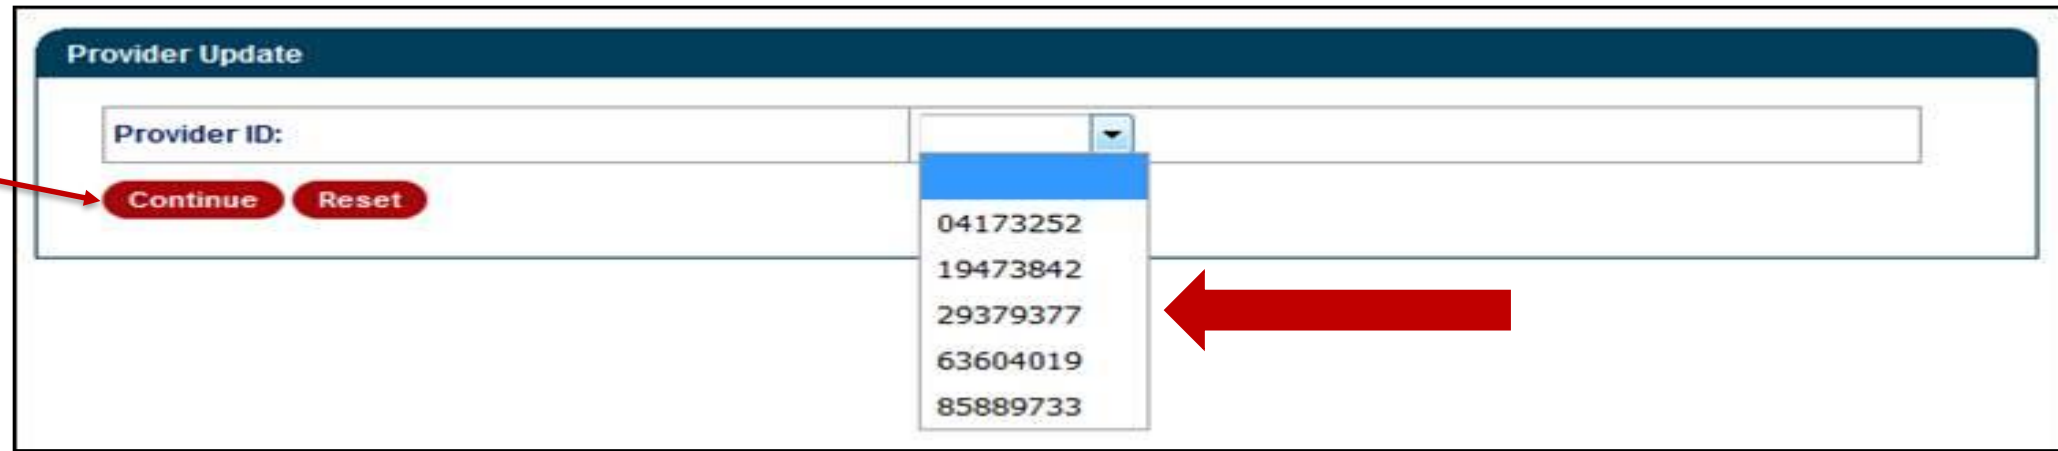 Provider Update
Provider ID:
Continue Reset
04173252
19473842
29379377
63604019
85889733